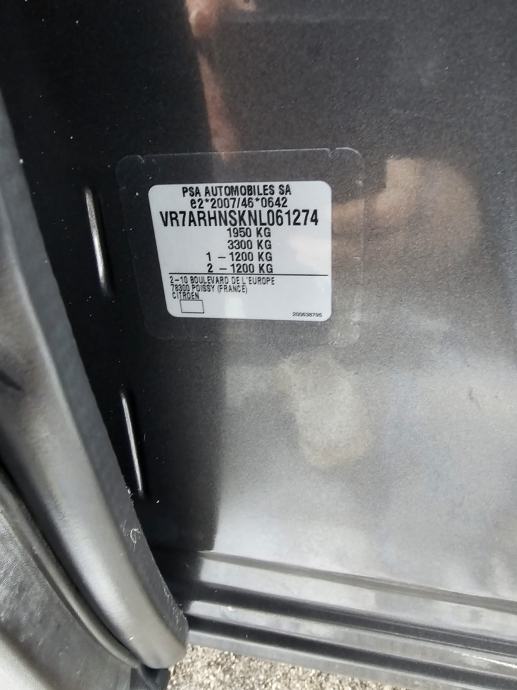 PSA AUTOMOBILES SA
e2*2007/46*0642
VR7ARHNSKNL061274
1950 KG
3300 KG
1 – 1200 KG
2 – 1200 KG
2-10 BOULEVARD DE L'EUROPE
78300 POISSY (FRANCE)
CITROEN
200638795